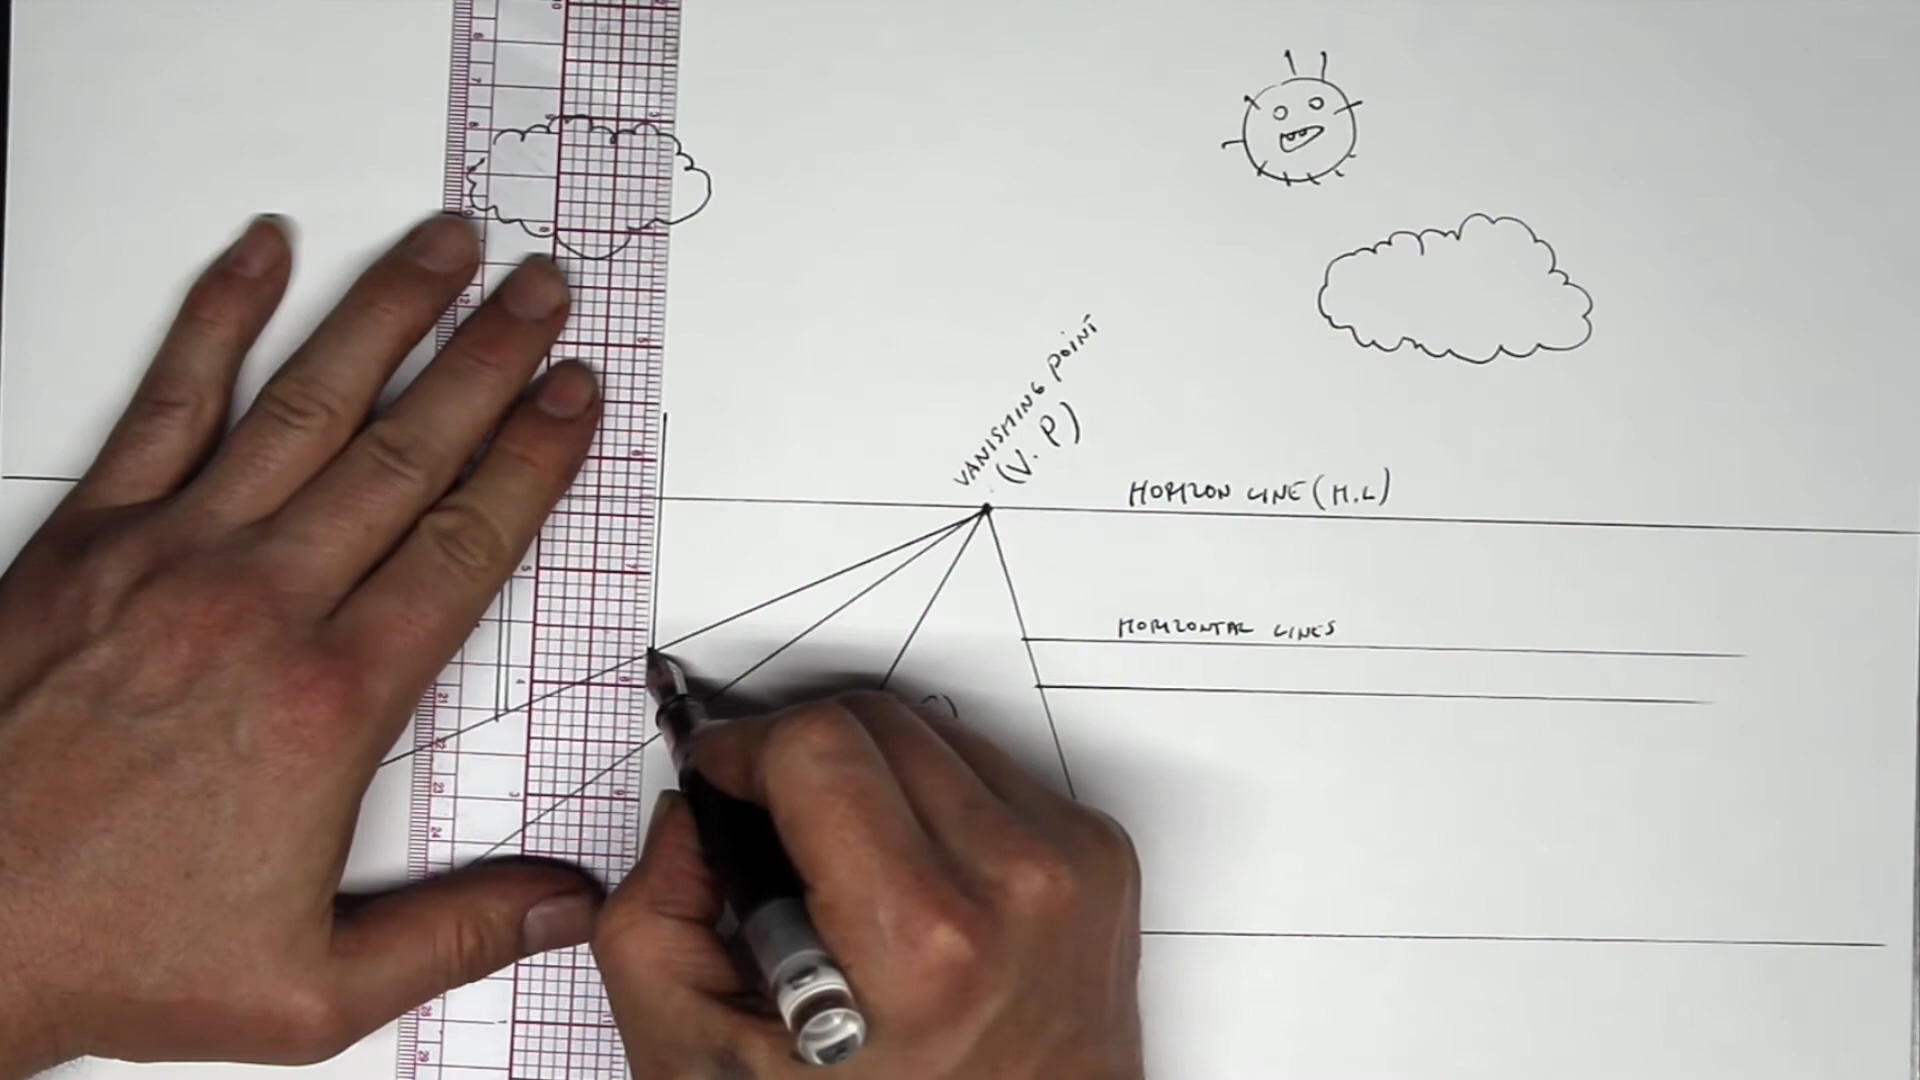 VANISHING POINT
(V.P)
HORIZON LINE (H.L)
HORIZONTAL LINES